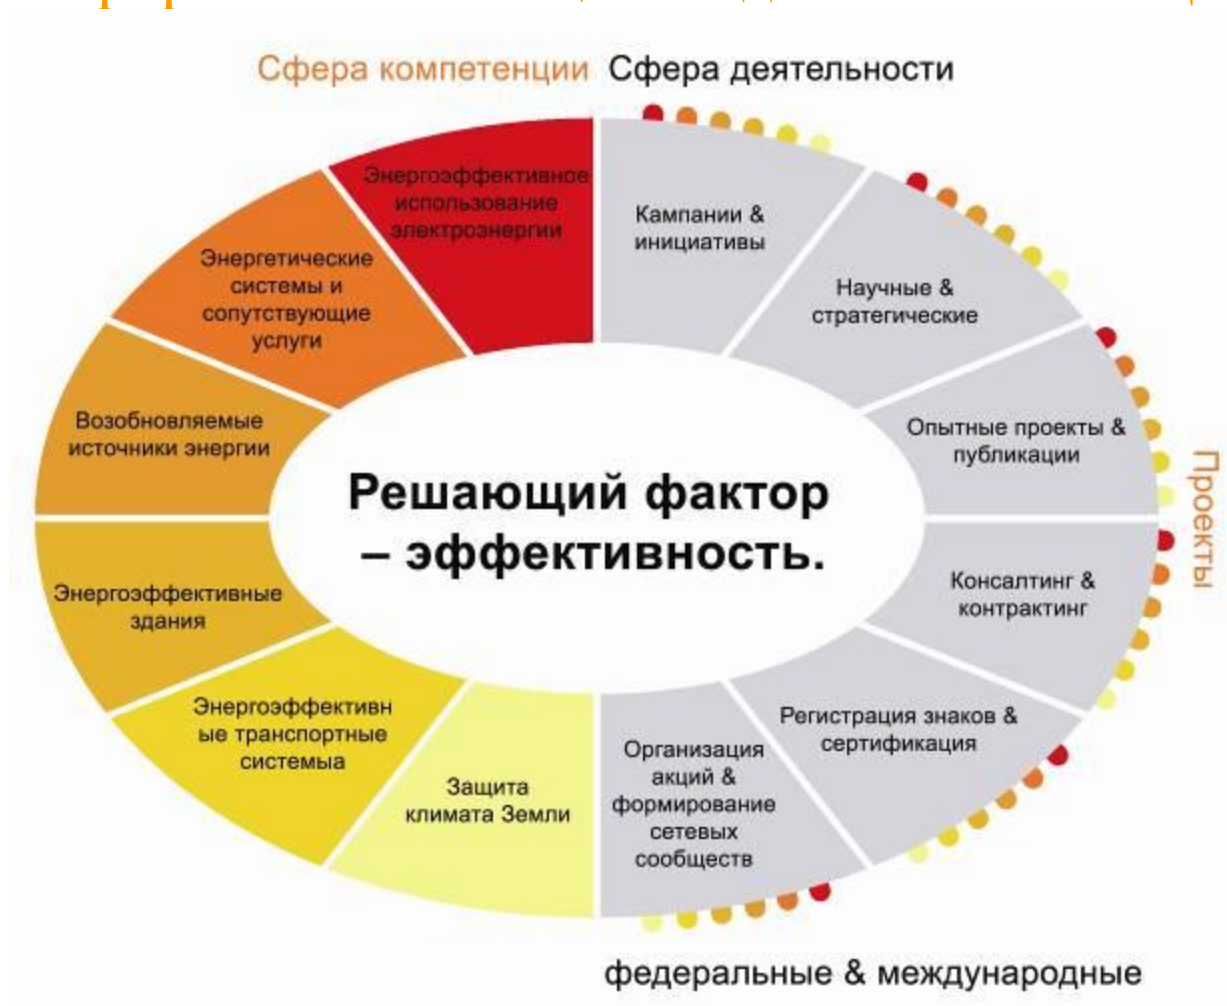 Сфера компетенции Сфера деятельности
Энергоэффективное
использование
электроэнергии
Кампании &
инициативы
Энергетические
системы и
сопутствующие
услуги
Научные &
стратегические
Возобновляемые
источники энергии
Опытные проекты &
публикации
Проекты
Решающий фактор
– эффективность.
Энергоэффективные
здания
Консалтинг &
контрактинг
Энергоэффективн
ые транспортные
системыа
Регистрация знаков &
сертификация
Защита
климата Земли
Организация
акций &
формирование
сетевых
сообществ
федеральные & международные